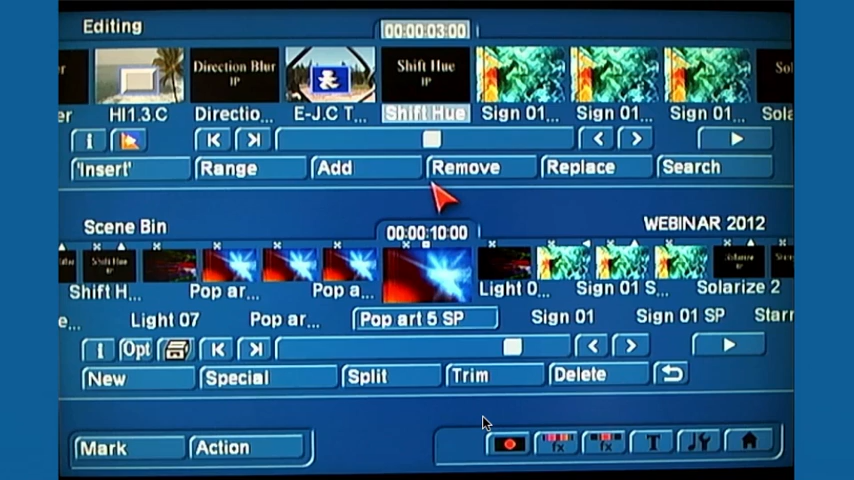 Editing
00:00:03:00
Direction Blur
IP
Shift Hue
IP
So
er
HI1.3.C
Directio...
E-J.C T...
Shift Hue
Sign 01...
Sign 01...
Sign 01...
Sola
i
'Insert'
Range
Add
Remove
Replace
Search
Scene Bin
00:00:10:00
WEBINAR 2012
Shift Hue
Solarize
Shift H...
Pop ar...
Pop a...
Light 0...
Sign 01 S...
Solarize 2
e...
Light 07
Pop ar...
Pop art 5 SP
Sign 01
Sign 01 SP
Starr
i
Opt
New
Special
Split
Trim
Delete
Mark
Action
fx
fx
T